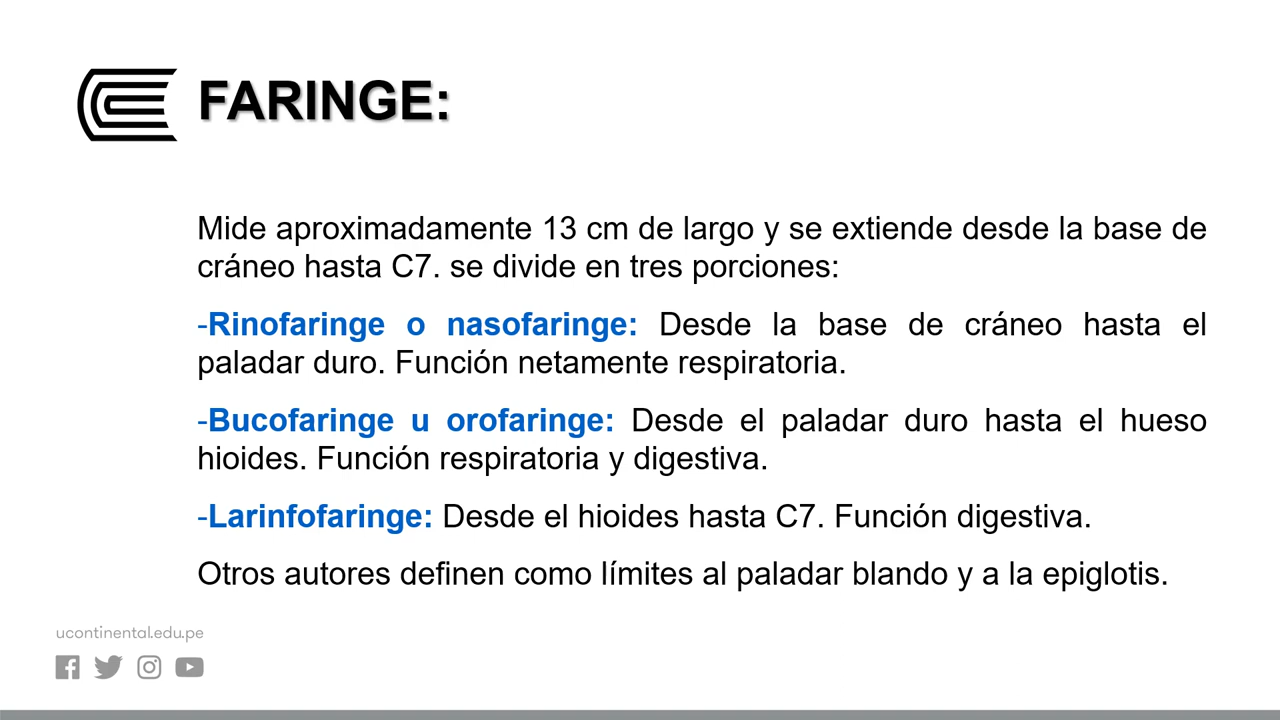 FARINGE:
Mide aproximadamente 13 cm de largo y se extiende desde la base de
cráneo hasta C7. se divide en tres porciones:
-Rinofaringe o nasofaringe: Desde la base de cráneo hasta el
paladar duro. Función netamente respiratoria.
-Bucofaringe u orofaringe: Desde el paladar duro hasta el hueso
hioides. Función respiratoria y digestiva.
-Larinfofaringe: Desde el hioides hasta C7. Función digestiva.
Otros autores definen como límites al paladar blando y a la epiglotis.
ucontinental.edu.pe